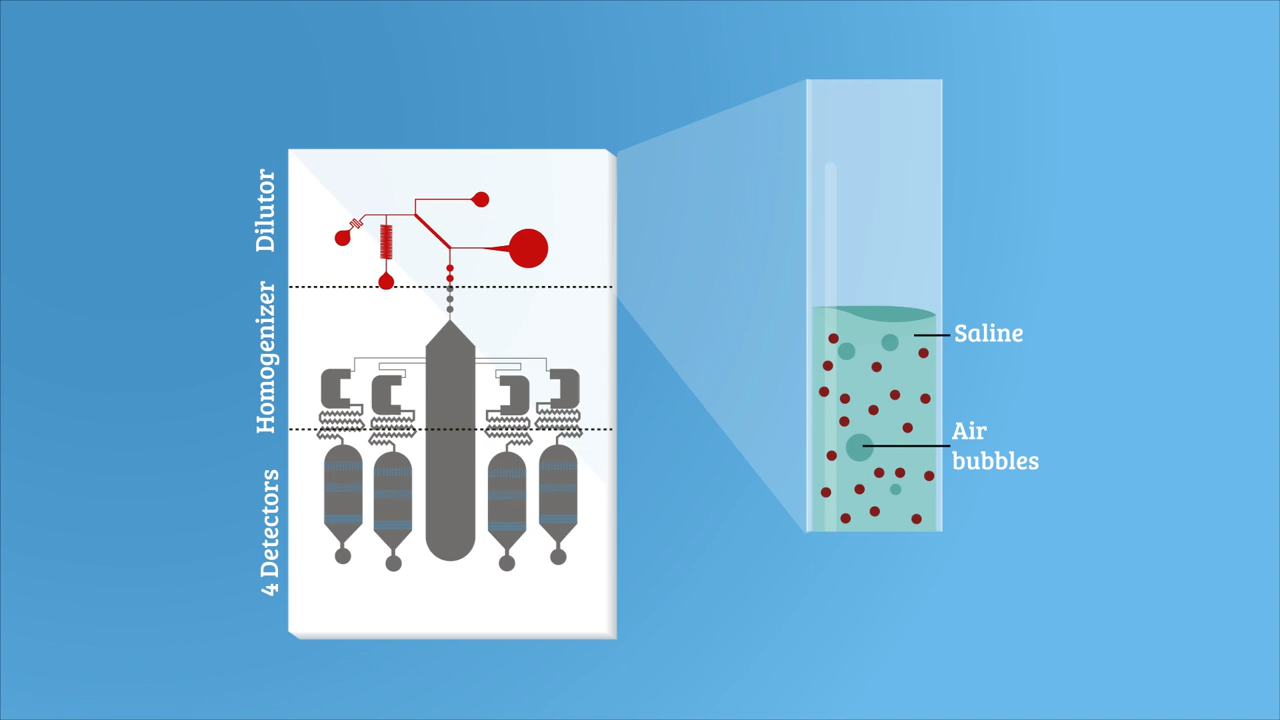 Dilutor
Homogenizer
4 Detectors
Saline
Air
bubbles